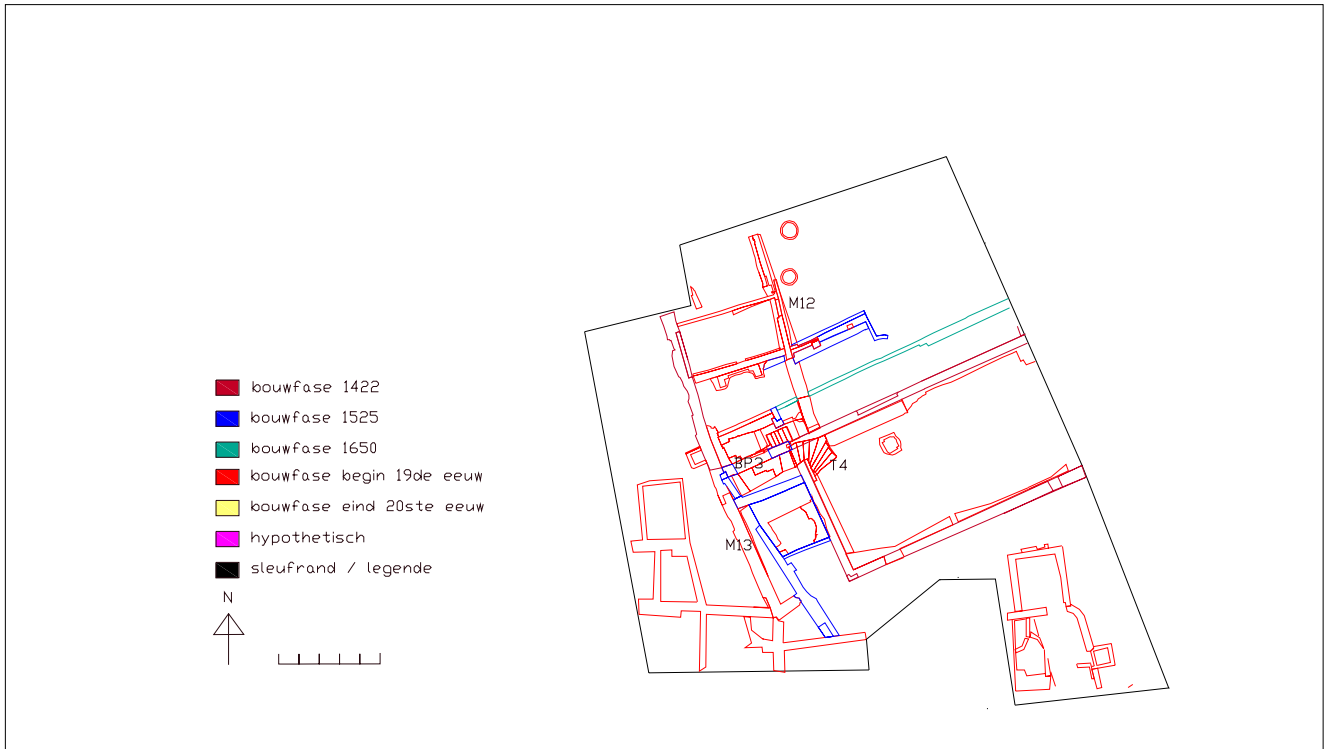 M12
bouwfase 1422
bouwfase 1525
bouwfase 1650
BP3
T4
bouwfase begin 19de eeuw
bouwfase eind 20ste eeuw
hypothetisch
M13
sleufrand / legende
N